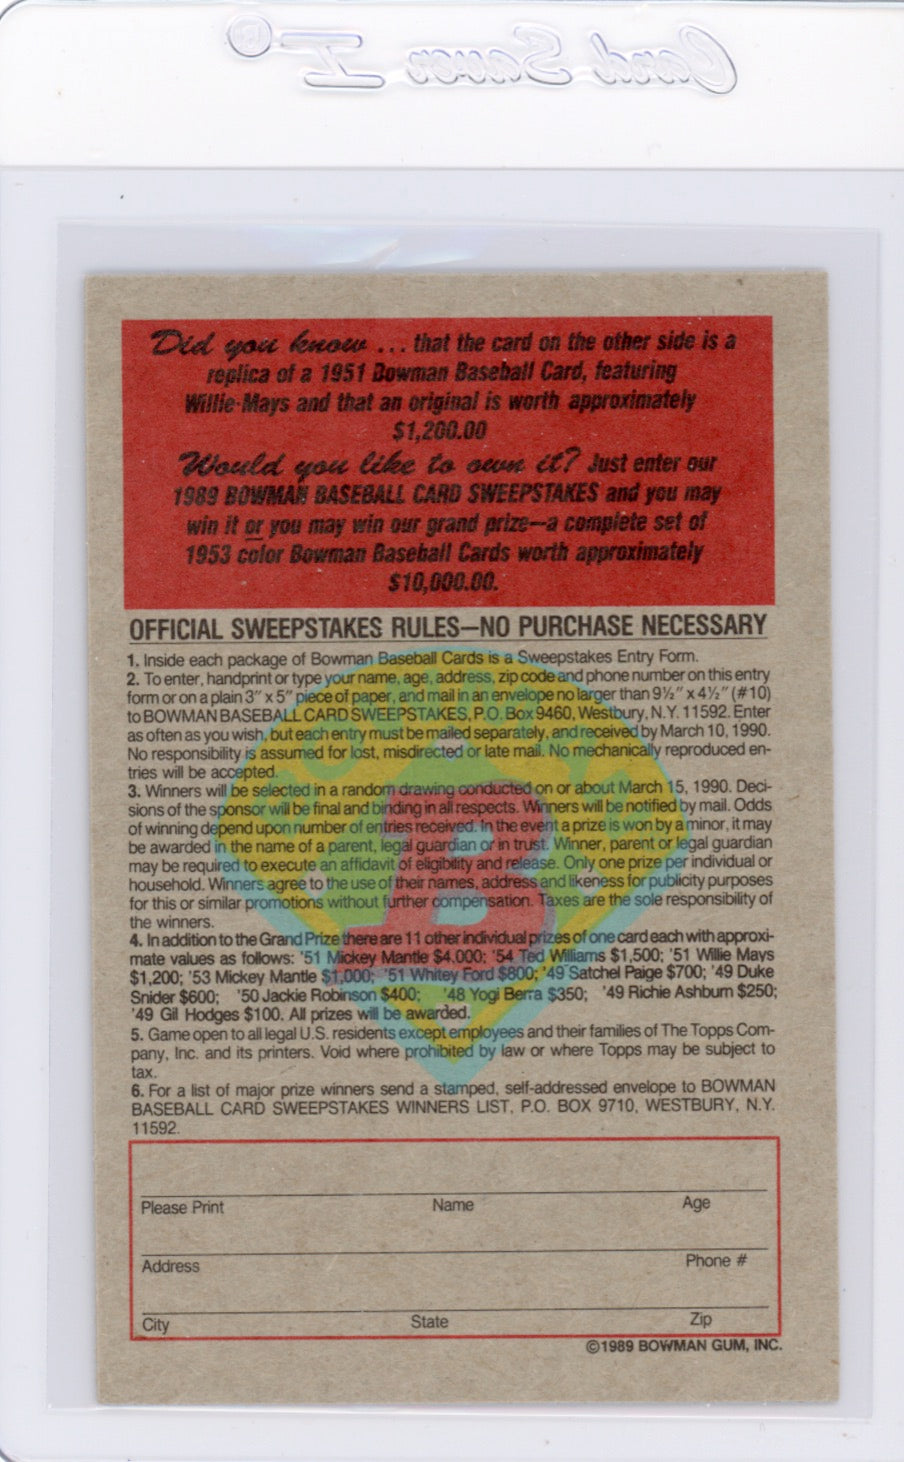 Card Saver I®
Did you know ... that the card on the other side is a
replica of a 1951 Bowman Baseball Card, featuring
Willie Mays and that an original is worth approximately
$1,200.00
Would you like to own it? Just enter our
1989 BOWMAN BASEBALL CARD SWEEPSTAKES and you may
win it or you may win our grand prize—a complete set of
1953 color Bowman Baseball Cards worth approximately
$10,000.00.
OFFICIAL SWEEPSTAKES RULES—NO PURCHASE NECESSARY
1. Inside each package of Bowman Baseball Cards is a Sweepstakes Entry Form.
2. To enter, handprint or type your name, age, address, zip code and phone number on this entry
form or on a plain 3" x 5" piece of paper, and mail in an envelope no larger than 9½" x 4½" (#10)
to BOWMAN BASEBALL CARD SWEEPSTAKES, P.O. Box 9460, Westbury, N.Y. 11592. Enter
as often as you wish, but each entry must be mailed separately, and received by March 10, 1990.
No responsibility is assumed for lost, misdirected or late mail. No mechanically reproduced en-
tries will be accepted.
3. Winners will be selected in a random drawing conducted on or about March 15, 1990. Deci-
sions of the sponsor will be final and binding in all respects. Winners will be notified by mail. Odds
of winning depend upon number of entries received. In the event a prize is won by a minor, it may
be awarded in the name of a parent, legal guardian or in trust. Winner, parent or legal guardian
may be required to execute an affidavit of eligibility and release. Only one prize per individual or
household. Winners agree to the use of their names, address and likeness for publicity purposes
for this or similar promotions without further compensation. Taxes are the sole responsibility of
the winners.
4. In addition to the Grand Prize there are 11 other individual prizes of one card each with approxi-
mate values as follows: '51 Mickey Mantle $4,000; '54 Ted Williams $1,500; '51 Willie Mays
$1,200; '53 Mickey Mantle $1,000; '51 Whitey Ford $800; '49 Satchel Paige $700; '49 Duke
Snider $600; '50 Jackie Robinson $400; '48 Yogi Berra $350; '49 Richie Ashburn $250;
'49 Gil Hodges $100. All prizes will be awarded.
5. Game open to all legal U.S. residents except employees and their families of The Topps Com-
pany, Inc. and its printers. Void where prohibited by law or where Topps may be subject to
tax.
6. For a list of major prize winners send a stamped, self-addressed envelope to BOWMAN
BASEBALL CARD SWEEPSTAKES WINNERS LIST, P.O. BOX 9710, WESTBURY, N.Y.
11592.
B
Please Print Name Age
Address Phone #
City State Zip
©1989 BOWMAN GUM, INC.